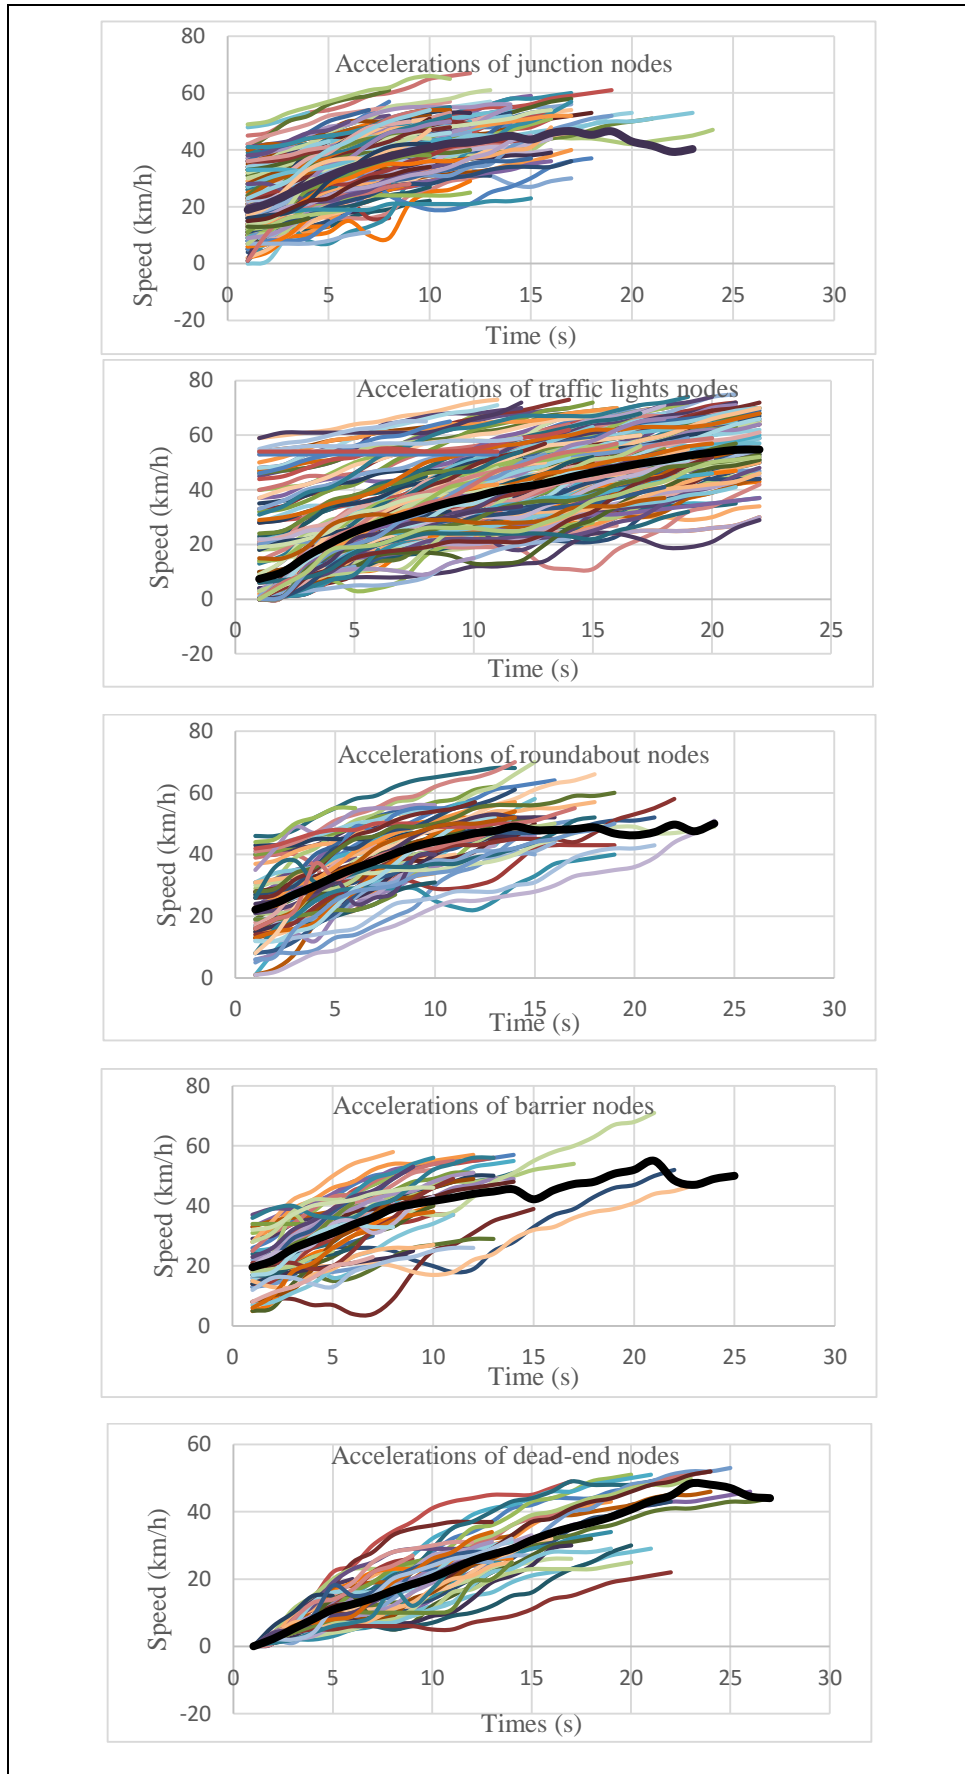 Accelerations of junction nodes
80
60
40
20
0
-20
0 5 10 15 20 25 30
Speed (km/h)
Time (s)
Accelerations of traffic lights nodes
80
60
40
20
0
-20
0 5 10 15 20 25
Speed (km/h)
Time (s)
Accelerations of roundabout nodes
80
60
40
20
0
0 5 10 15 20 25 30
Speed (km/h)
Time (s)
Accelerations of barrier nodes
80
60
40
20
0
0 5 10 15 20 25 30
Speed (km/h)
Time (s)
Accelerations of dead-end nodes
60
40
20
0
-20
0 5 10 15 20 25 30
Speed (km/h)
Times (s)